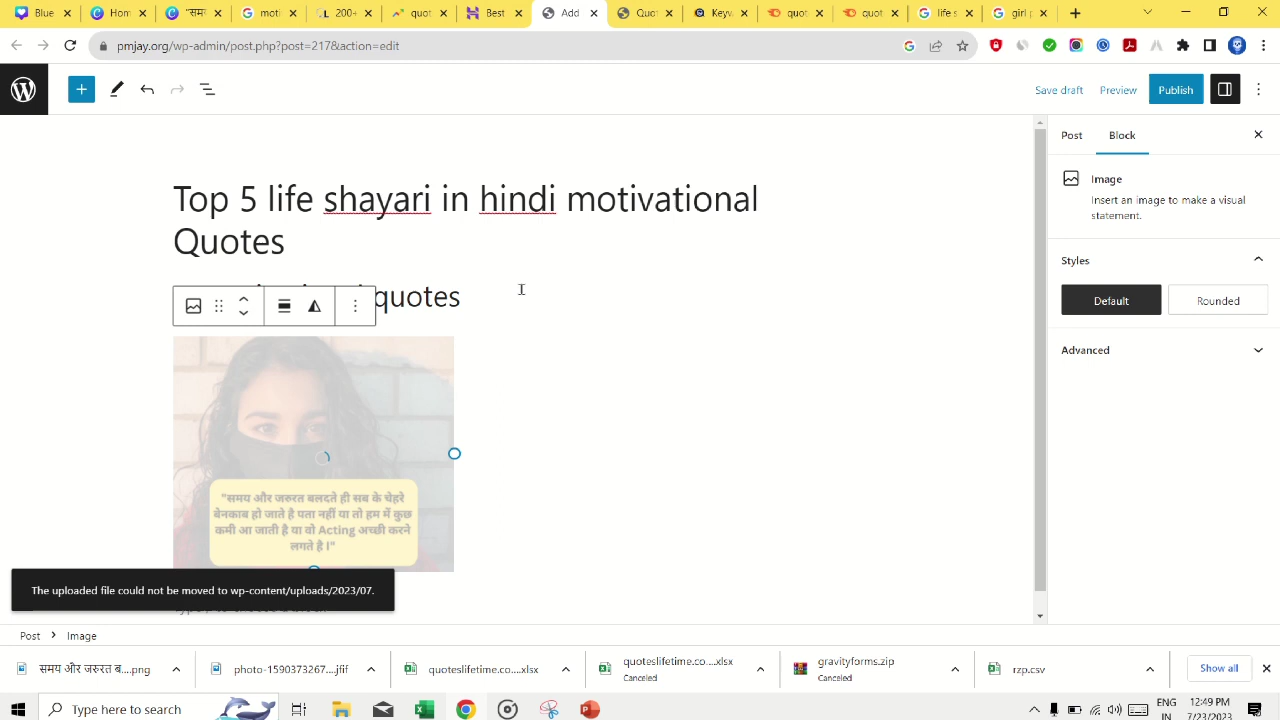 Blue
Hom
"सम
moti
200+
quot
Best
Add
Quot
Keyw
quot
quot
life s
girl p
pmjay.org/wp-admin/post.php?post=217&action=edit
Save draft
Preview
Publish
Top 5 life shayari in hindi motivational
Quotes
quotes
Post
Block
Image
Insert an image to make a visual
statement.
Styles
Default
Rounded
Advanced
"समय और जरुरत बलदते ही सब के चेहरे
बेनकाब हो जाते है पता नहीं या तो हम में कुछ
कमी आ जाती है या वो Acting अच्छी करने
लगते है I"
The uploaded file could not be moved to wp-content/uploads/2023/07.
Post > Image
समय और जरुरत ब....png
photo-1590373267....jfif
quoteslifetime.co....xlsx
quoteslifetime.co....xlsx
Canceled
gravityforms.zip
Canceled
rzp.csv
Show all
Type here to search
ENG
IN
12:49 PM
7/23/2023